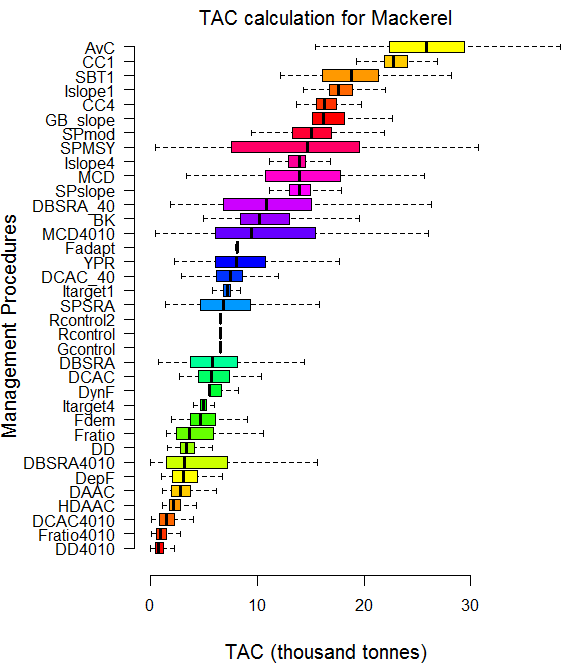 TAC calculation for Mackerel
AvC
CC1
SBT1
Islope1
CC4
GB_slope
SPmod
SPMSY
Islope4
MCD
SPslope
DBSRA_40
BK
MCD4010
Fadapt
YPR
DCAC_40
Itarget1
SPSRA
Rcontrol2
Rcontrol
Gcontrol
DBSRA
DCAC
DynF
Itarget4
Fdem
Fratio
DD
DBSRA4010
DepF
DAAC
HDAAC
DCAC4010
Fratio4010
DD4010
Management Procedures
0 10 20 30
TAC (thousand tonnes)